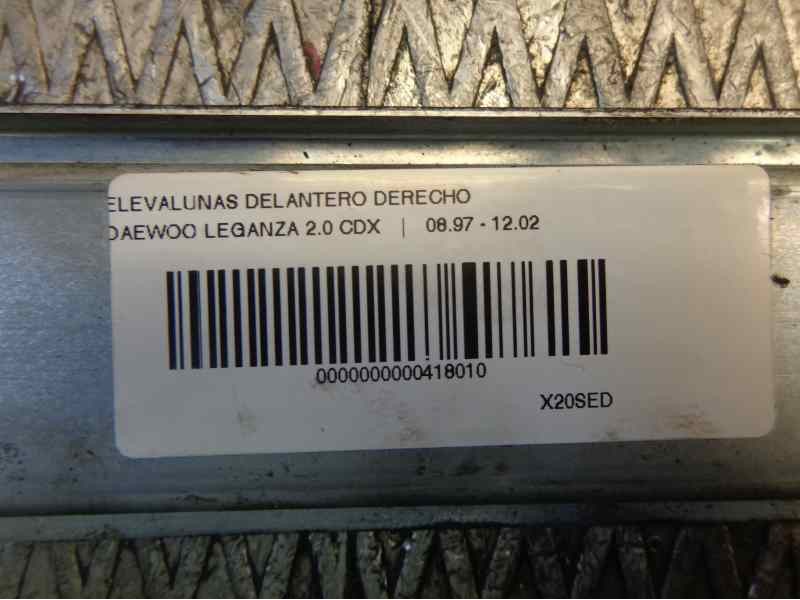 ELEVALUNAS DELANTERO DERECHO
DAEWOO LEGANZA 2.0 CDX | 08.97 - 12.02
0000000000418010
X20SED